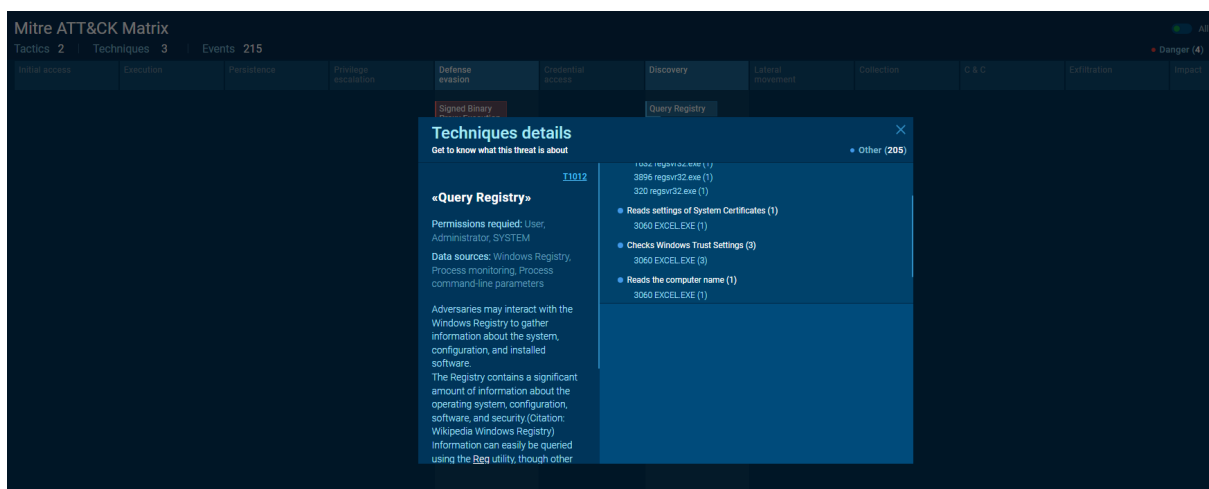 Mitre ATT&CK Matrix
All
Tactics 2 Techniques 3 Events 215
Danger (4)
Initial access Execution Persistence Privilege escalation Defense evasion Credential access Discovery Lateral movement Collection C & C Exfiltration Impact
Signed Binary
Proxy Execution
Query Registry
Techniques details
Get to know what this threat is about
Other (205)
T1012
«Query Registry»
Permissions requied: User,
Administrator, SYSTEM
Data sources: Windows Registry,
Process monitoring, Process
command-line parameters
Adversaries may interact with the
Windows Registry to gather
information about the system,
configuration, and installed
software.
The Registry contains a significant
amount of information about the
operating system, configuration,
software, and security.(Citation:
Wikipedia Windows Registry)
Information can easily be queried
using the Reg utility, though other
1632 regsvr32.exe (1)
3896 regsvr32.exe (1)
320 regsvr32.exe (1)
Reads settings of System Certificates (1)
3060 EXCEL.EXE (1)
Checks Windows Trust Settings (3)
3060 EXCEL.EXE (3)
Reads the computer name (1)
3060 EXCEL.EXE (1)